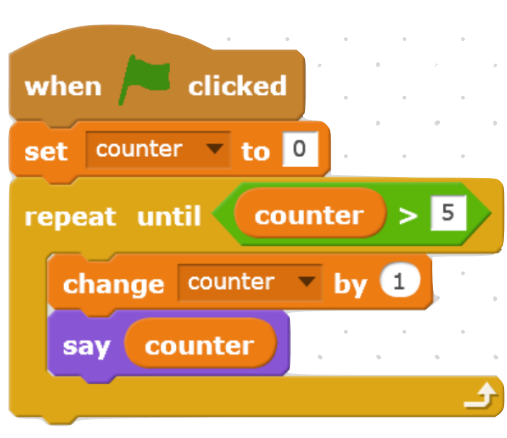 when clicked
set counter to 0
repeat until counter > 5
change counter by 1
say counter